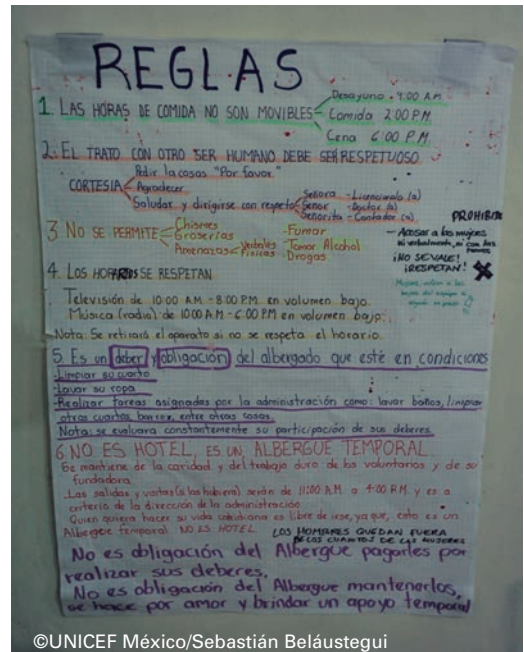 REGLAS
1. LAS HORAS DE COMIDA NO SON MOVIBLES
Desayuno - 9:00 A.M
Comida 2:00 PM
Cena 6:00 P.M
2. EL TRATO CON OTRO SER HUMANO DEBE SER RESPETUOSO
CORTESIA
Pedir la cosas "Por favor"
Agradecer
Saludar y dirigirse con respeto
Señora - Licenciado (a)
Señor - Doctor (a)
Señorita - Contador (a)
3 NO SE PERMITE
Chismes
Groserias
Amenazas
Verbales
Físicas
-Fumar
-Tomar Alcohol
-Drogas
PROHIBIDO
- Acosar a las mujeres
ni verbalmente, ni con las
¡NO SE VALE!
¡RESPETAN!
4. LOS HORARIOS SE RESPETAN
Televisión de 10:00 A.M - 8:00 P.M. en volumen bajo.
Música (radio) de 10:00 A.M - 6:00 PM en volumen bajo.
Nota: Se retirará el aparato si no se respeta el horario.
5. Es un deber y obligación del albergado que esté en condiciones
-Limpiar su cuarto
-Lavar su ropa
-Realizar tareas asignadas por la administración como: lavar baños, limpiar
otros cuartos, barrer, entre otras cosas.
Nota: se evaluara constantemente su participación de sus deberes
6. NO ES HOTEL, ES UN, ALBERGUE TEMPORAL.
Se mantiene de la caridad y del trabajo duro de los voluntarios y de su
fundadora.
Las salidas y visitas (si las hubiera) serán de 11:00 A.M. a 4:00 P.M. y es a
criterio de la dirección de la administración
Quien quiera hacer su vida cotidiana es libre de irse, ya que, esto es un
Albergue temporal NO ES HOTEL
LOS HOMBRES QUEDAN FUERA
DE LOS CUARTOS DE LAS MUJERES
No es obligación del Albergue pagarles por
realizar sus deberes.
No es obligación del Albergue mantenerlos,
se hace por amor y brindar un apoyo temporal
©UNICEF México/Sebastián Beláustegui